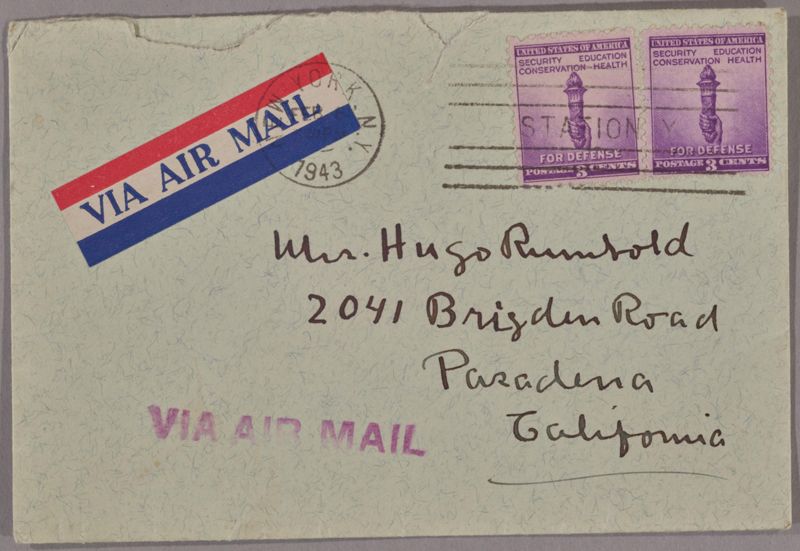 VIA AIR MAIL
NEW YORK, N.Y.
1943
STATION Y
UNITED STATES OF AMERICA
SECURITY EDUCATION
CONSERVATION HEALTH
FOR DEFENSE
POSTAGE 3 CENTS
UNITED STATES OF AMERICA
SECURITY EDUCATION
CONSERVATION HEALTH
FOR DEFENSE
POSTAGE 3 CENTS
Mrs. Hugo Rumbold
2041 Brigden Road
Pasadena
California
VIA AIR MAIL